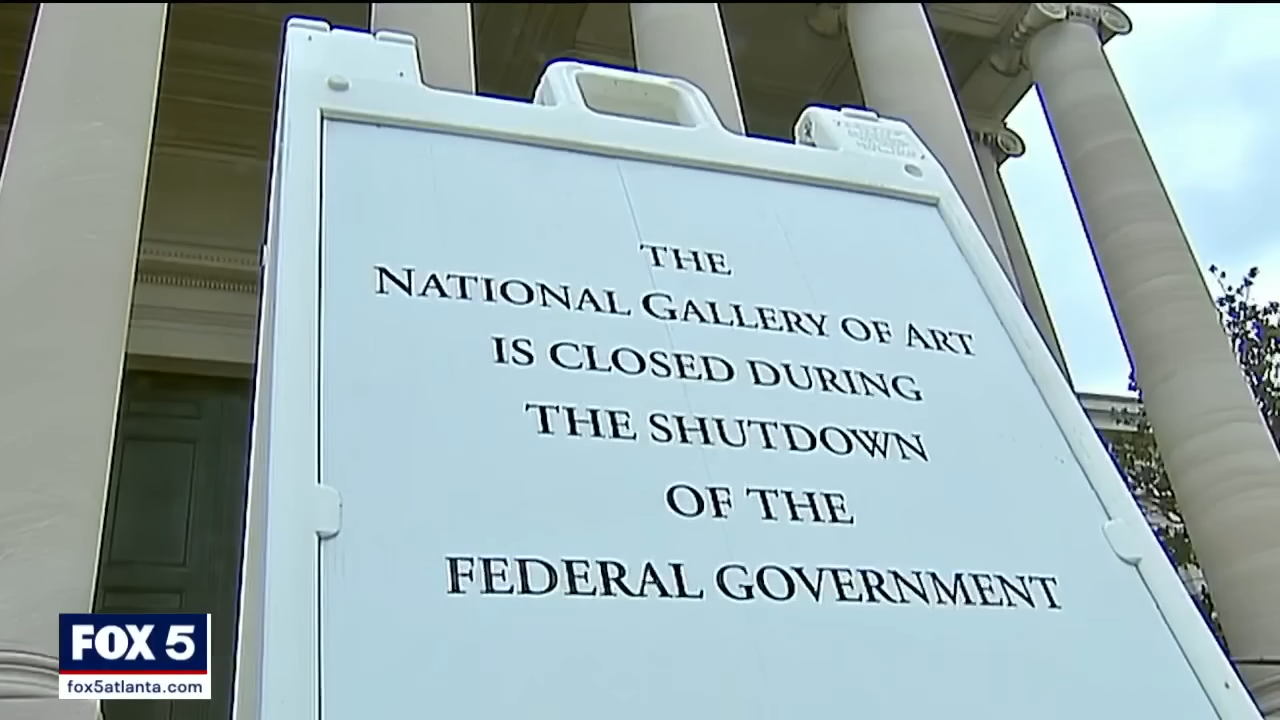 THE
NATIONAL GALLERY OF ART
IS CLOSED DURING
THE SHUTDOWN
OF THE
FEDERAL GOVERNMENT
FOX 5
fox5atlanta.com